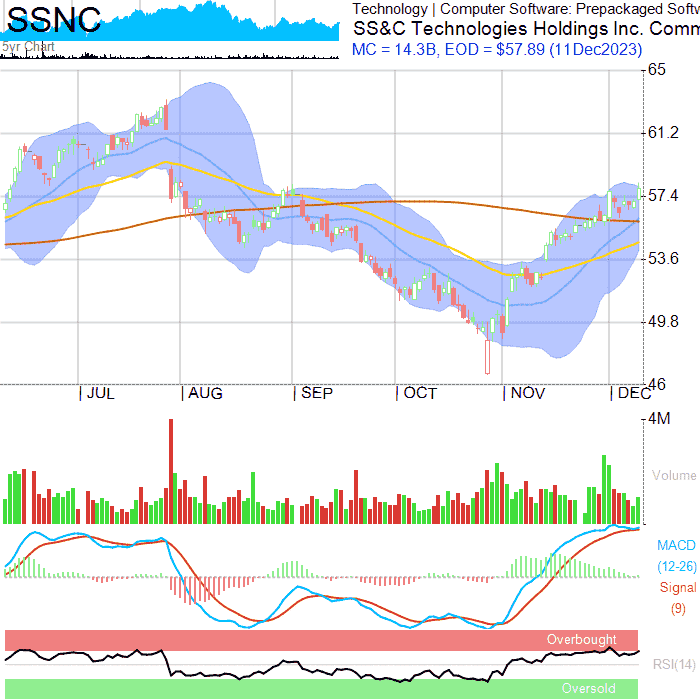 SSNC
5yr Chart
Technology | Computer Software: Prepackaged Softw
SS&C Technologies Holdings Inc. Comm
MC = 14.3B, EOD = $57.89 (11Dec2023)
65
61.2
57.4
53.6
49.8
46
JUL AUG SEP OCT NOV DEC
4M
Volume
MACD
(12-26)
Signal
(9)
Overbought
RSI(14)
Oversold